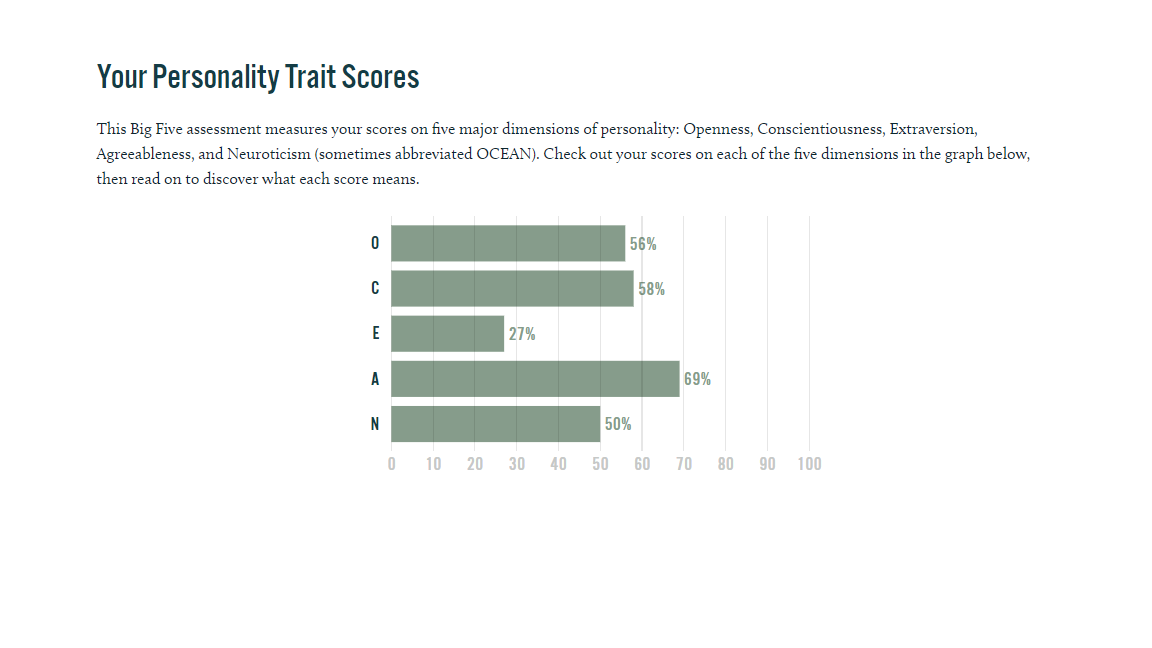 Your Personality Trait Scores
This Big Five assessment measures your scores on five major dimensions of personality: Openness, Conscientiousness, Extraversion,
Agreeableness, and Neuroticism (sometimes abbreviated OCEAN). Check out your scores on each of the five dimensions in the graph below,
then read on to discover what each score means.
O 56%
C 58%
E 27%
A 69%
N 50%
0 10 20 30 40 50 60 70 80 90 100